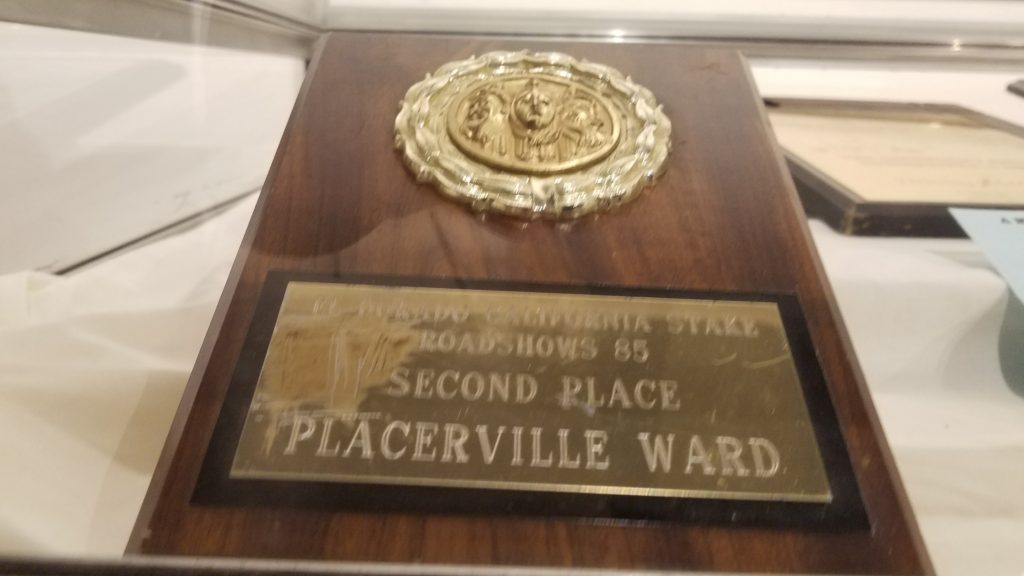 EL DORADO CALIFORNIA STAKE
ROADSHOWS 85
SECOND PLACE
PLACERVILLE WARD